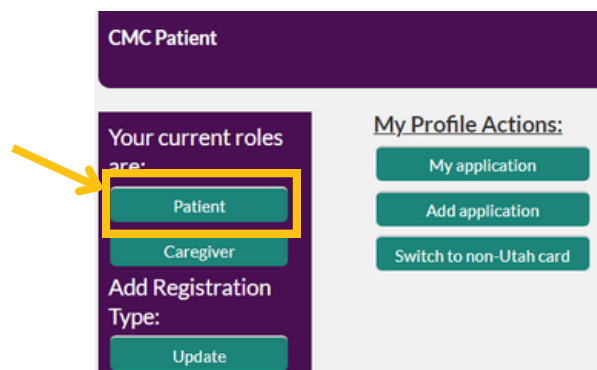 CMC Patient
Your current roles
are:
Patient
Caregiver
Add Registration
Type:
Update
My Profile Actions:
My application
Add application
Switch to non-Utah card